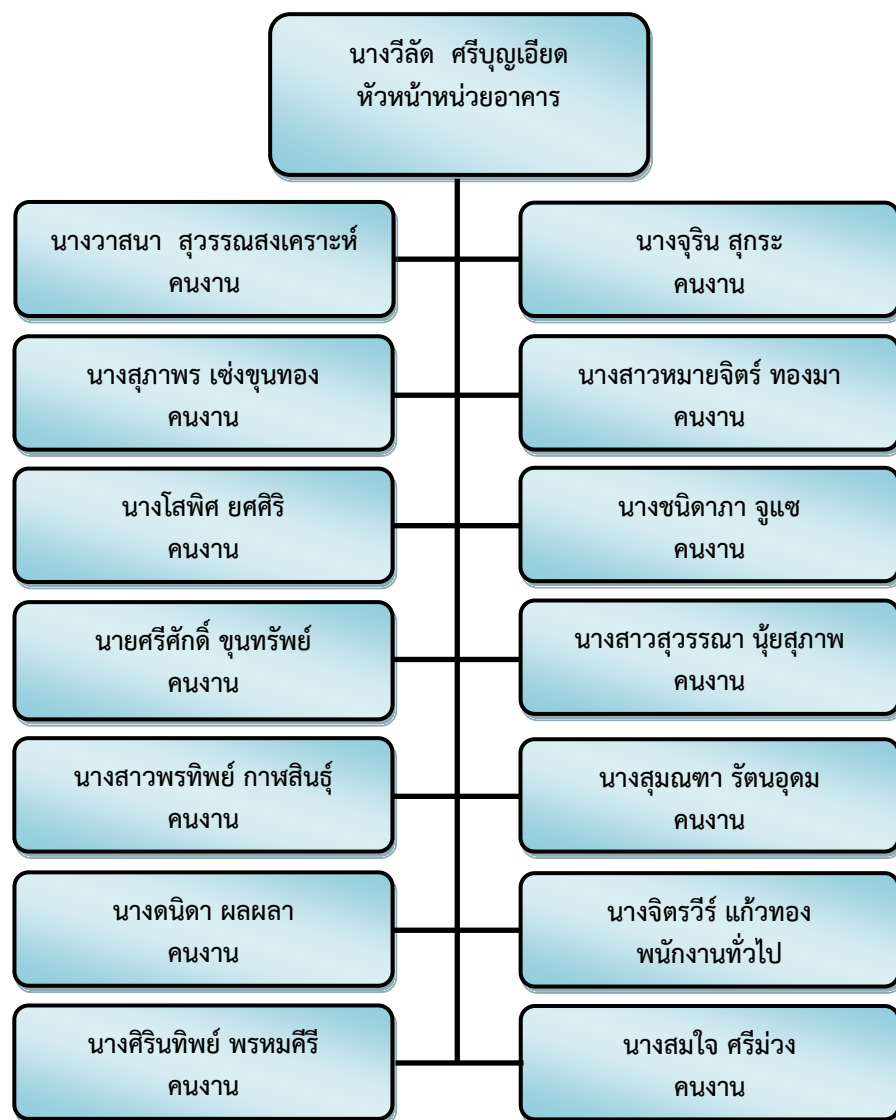 นางวีลัด ศรีบุญเอียด
หัวหน้าหน่วยอาคาร
นางวาสนา สุวรรณสงเคราะห์
คนงาน
นางจุริน สุกระ
คนงาน
นางสุภาพร เซ่งขุนทอง
คนงาน
นางสาวหมายจิตร์ ทองมา
คนงาน
นางโสพิศ ยศศิริ
คนงาน
นางชนิดาภา จูแซ
คนงาน
นายศรีศักดิ์ ขุนทรัพย์
คนงาน
นางสาวสุวรรณา นุ้ยสุภาพ
คนงาน
นางสาวพรทิพย์ กาฬสินธุ์
คนงาน
นางสุมณฑา รัตนอุดม
คนงาน
นางดนิดา ผลผลา
คนงาน
นางจิตรวีร์ แก้วทอง
พนักงานทั่วไป
นางศิรินทิพย์ พรหมคีรี
คนงาน
นางสมใจ ศรีม่วง
คนงาน